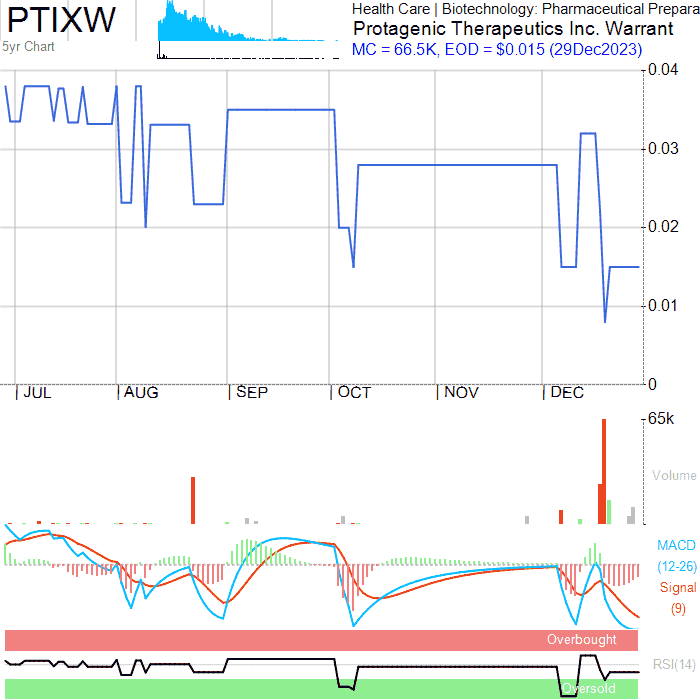 PTIXW
5yr Chart
Health Care | Biotechnology: Pharmaceutical Prepara
Protagenic Therapeutics Inc. Warrant
MC = 66.5K, EOD = $0.015 (29Dec2023)
0.04
0.03
0.02
0.01
0
| JUL | AUG | SEP | OCT | NOV | DEC
65k
Volume
MACD
(12-26)
Signal
(9)
Overbought
RSI(14)
Oversold